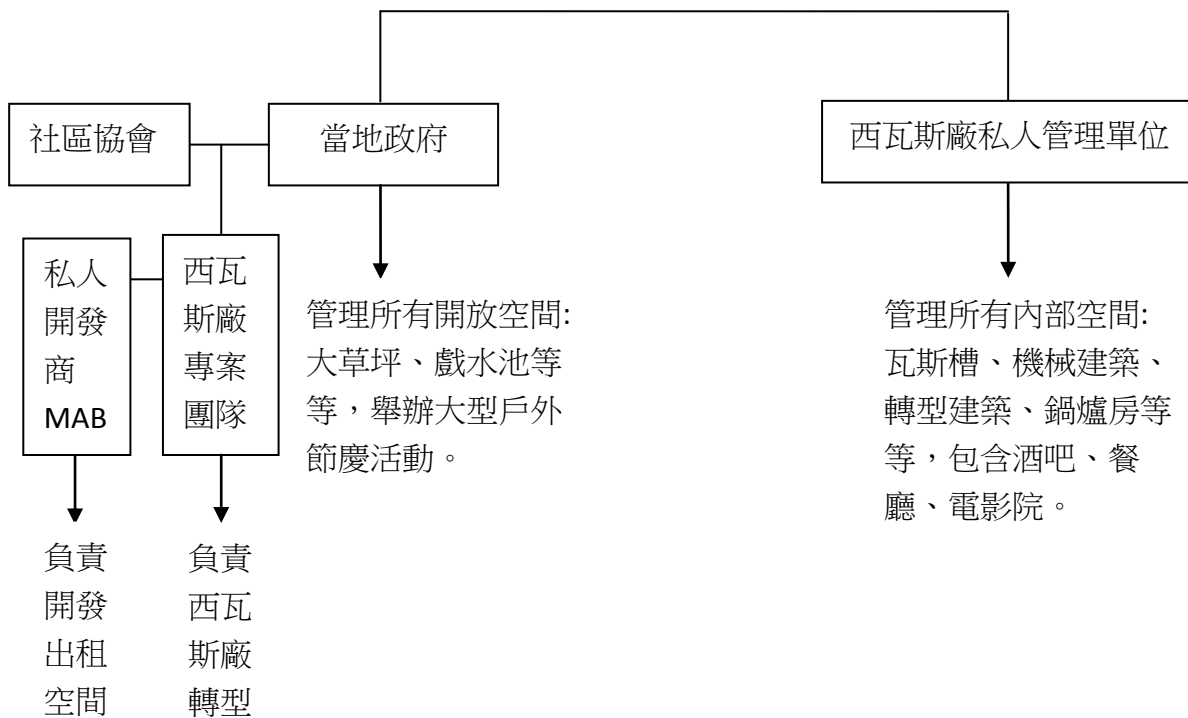 社區協會
當地政府
西瓦斯廠私人管理單位
私人
開發
商
MAB
西瓦
斯廠
專案
團隊
管理所有開放空間:
大草坪、戲水池等
等，舉辦大型戶外
節慶活動。
管理所有內部空間:
瓦斯槽、機械建築、
轉型建築、鍋爐房等
等，包含酒吧、餐
廳、電影院。
負責
開發
出租
空間
負責
西瓦
斯廠
轉型